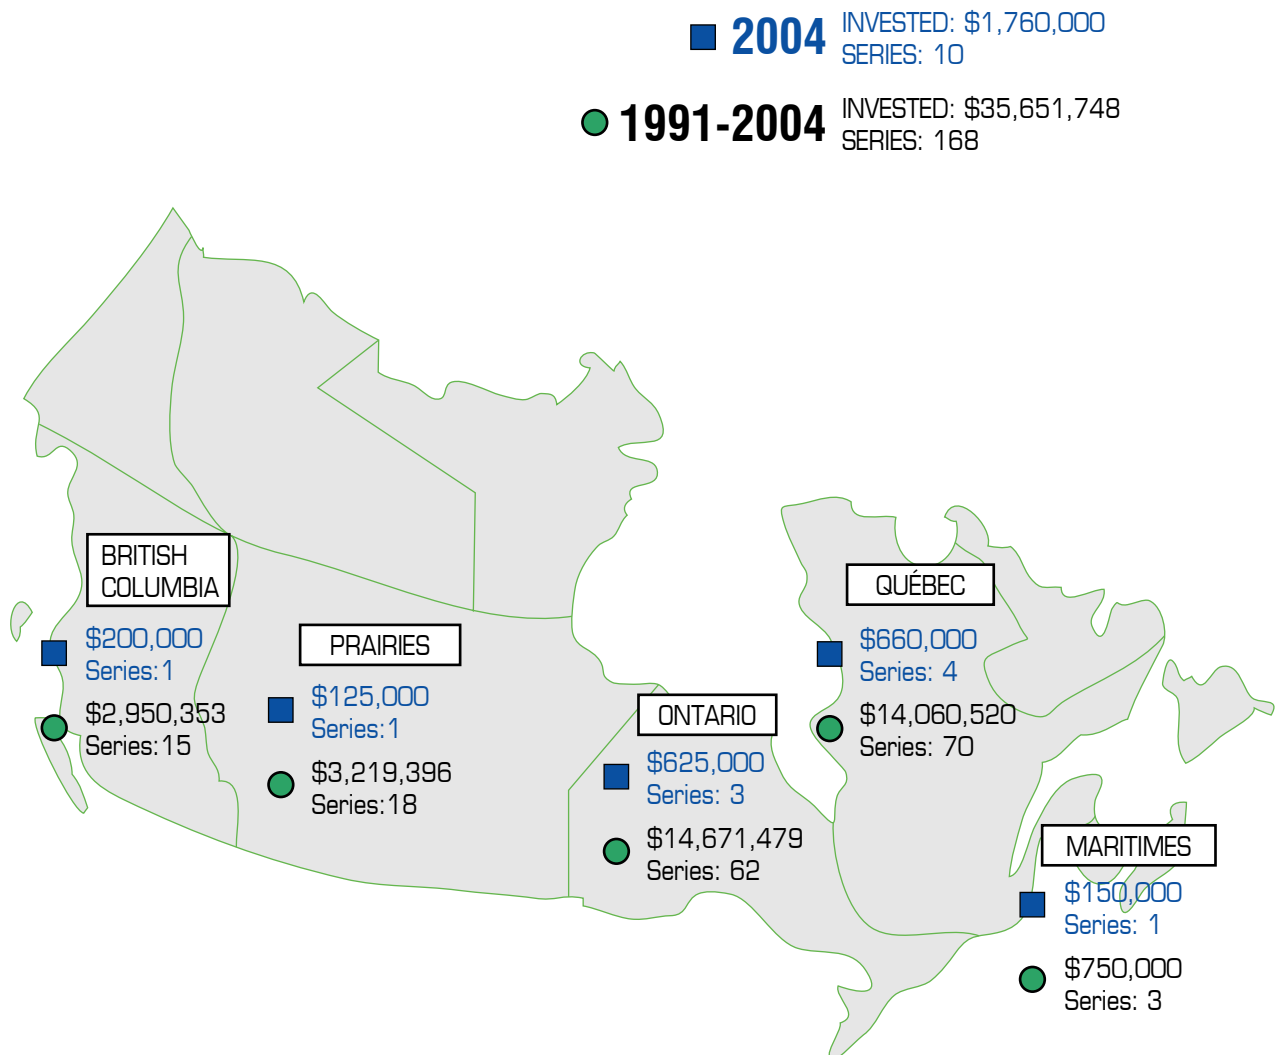 2004
INVESTED: $1,760,000
SERIES: 10
1991-2004
INVESTED: $35,651,748
SERIES: 168
BRITISH
COLUMBIA
$200,000
Series:1
$2,950,353
Series:15
PRAIRIES
$125,000
Series:1
$3,219,396
Series:18
ONTARIO
$625,000
Series: 3
$14,671,479
Series: 62
QUÉBEC
$660,000
Series: 4
$14,060,520
Series: 70
MARITIMES
$150,000
Series: 1
$750,000
Series: 3